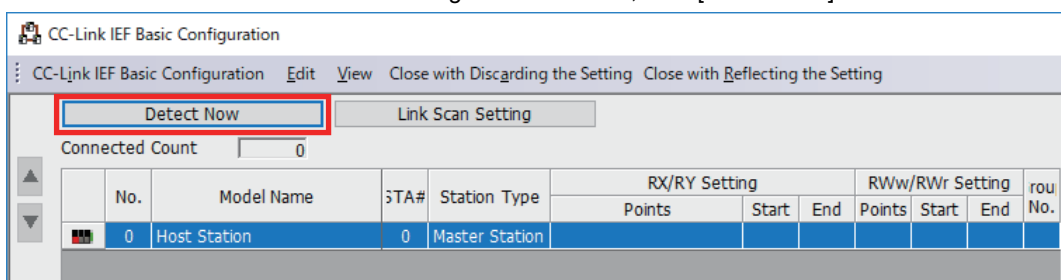 CC-Link IEF Basic Configuration
CC-Link IEF Basic Configuration Edit View Close with Discarding the Setting Close with Reflecting the Setting
Detect Now Link Scan Setting
Connected Count 0
No. Model Name STA# Station Type RX/RY Setting RWw/RWr Setting
Points Start End Points Start End No.
0 Host Station 0 Master Station